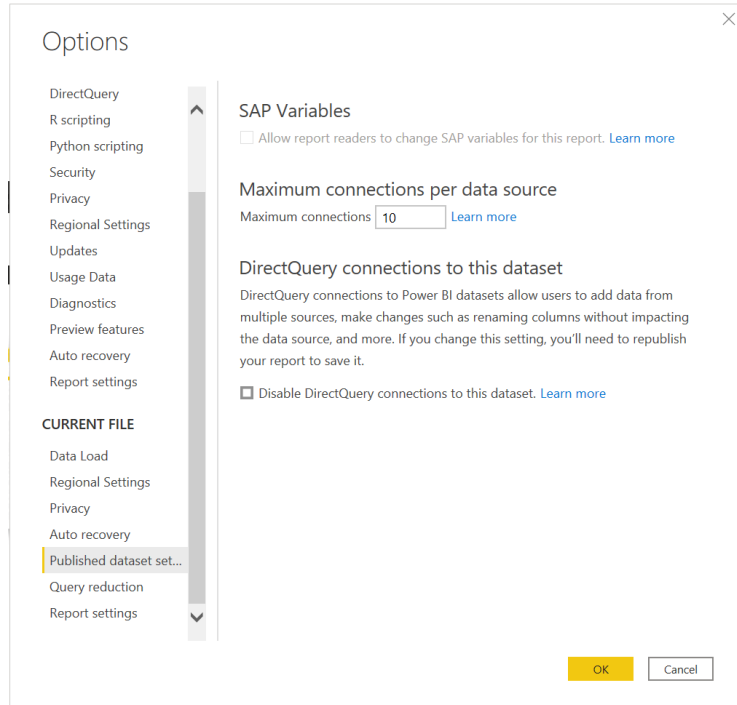 Options
DirectQuery
R scripting
Python scripting
Security
Privacy
Regional Settings
Updates
Usage Data
Diagnostics
Preview features
Auto recovery
Report settings
CURRENT FILE
Data Load
Regional Settings
Privacy
Auto recovery
Published dataset set...
Query reduction
Report settings
SAP Variables
Allow report readers to change SAP variables for this report. Learn more
Maximum connections per data source
Maximum connections 10 Learn more
DirectQuery connections to this dataset
DirectQuery connections to Power BI datasets allow users to add data from
multiple sources, make changes such as renaming columns without impacting
the data source, and more. If you change this setting, you'll need to republish
your report to save it.
Disable DirectQuery connections to this dataset. Learn more
OK
Cancel